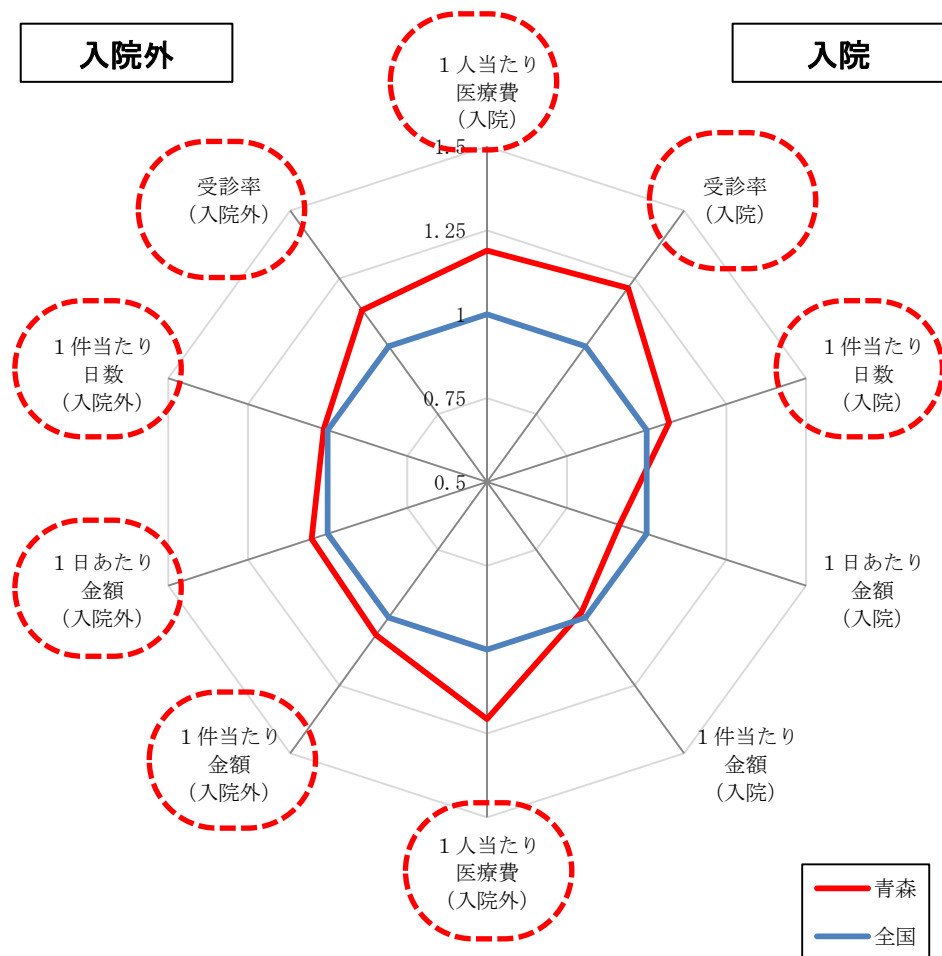 入院外
入院
１人当たり
医療費
（入院）
受診率
（入院外）
受診率
（入院）
１件当たり
日数
（入院外）
１件当たり
日数
（入院）
１日あたり
金額
（入院外）
１日あたり
金額
（入院）
１件当たり
金額
（入院外）
１件当たり
金額
（入院）
１人当たり
医療費
（入院外）
1.5
1.25
1
0.75
0.5
青森
全国